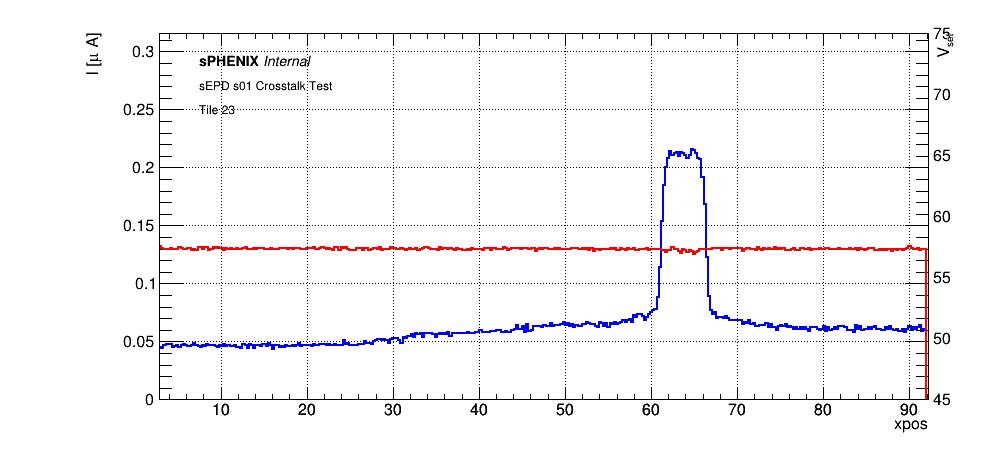 I [μ A]
0.3
0.25
0.2
0.15
0.1
0.05
0
sPHENIX Internal
sEPD s01 Crosstalk Test
Tile 23
75
70
65
60
55
50
45
Vset
10 20 30 40 50 60 70 80 90
xpos